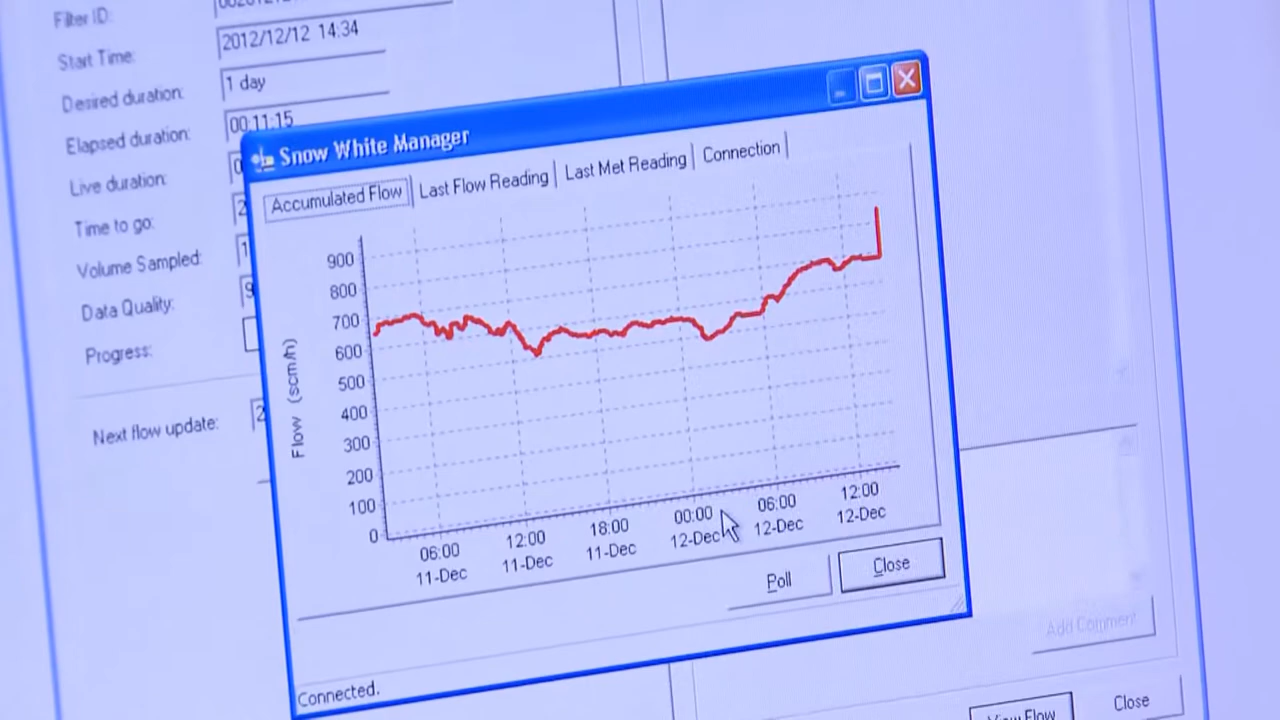 Filter ID:
Start Time: 2012/12/12 14:34
Desired duration: 1 day
Elapsed duration: 00:11:15
Live duration:
Time to go:
Volume Sampled:
Data Quality:
Progress:
Next flow update:
Snow White Manager
Accumulated Flow Last Flow Reading Last Met Reading Connection
Flow (scm/h)
900
800
700
600
500
400
300
200
100
0
06:00 12:00 18:00 00:00 06:00 12:00
11-Dec 11-Dec 11-Dec 12-Dec 12-Dec 12-Dec
Poll Close
Connected.
Add Comment
View Flow Close